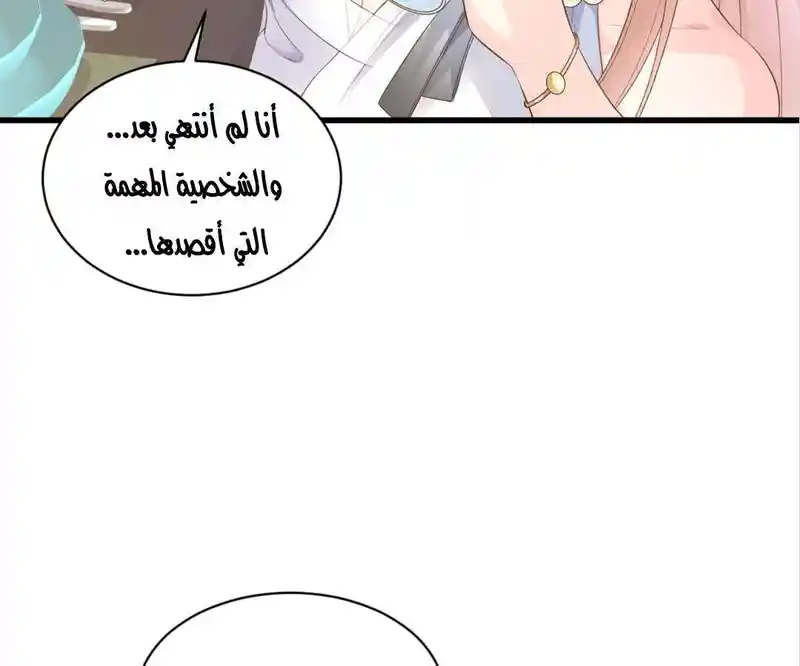 أنا لم أنتهي بعد...
والشخصية المهمة
التي أقصدها...